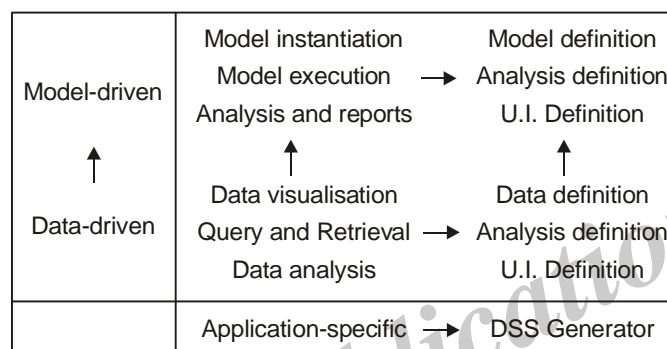 Model instantiation Model definition
Model-driven Model execution Analysis definition
Analysis and reports U.I. Definition
Data visualisation Data definition
Data-driven Query and Retrieval Analysis definition
Data analysis U.I. Definition
Application-specific DSS Generator